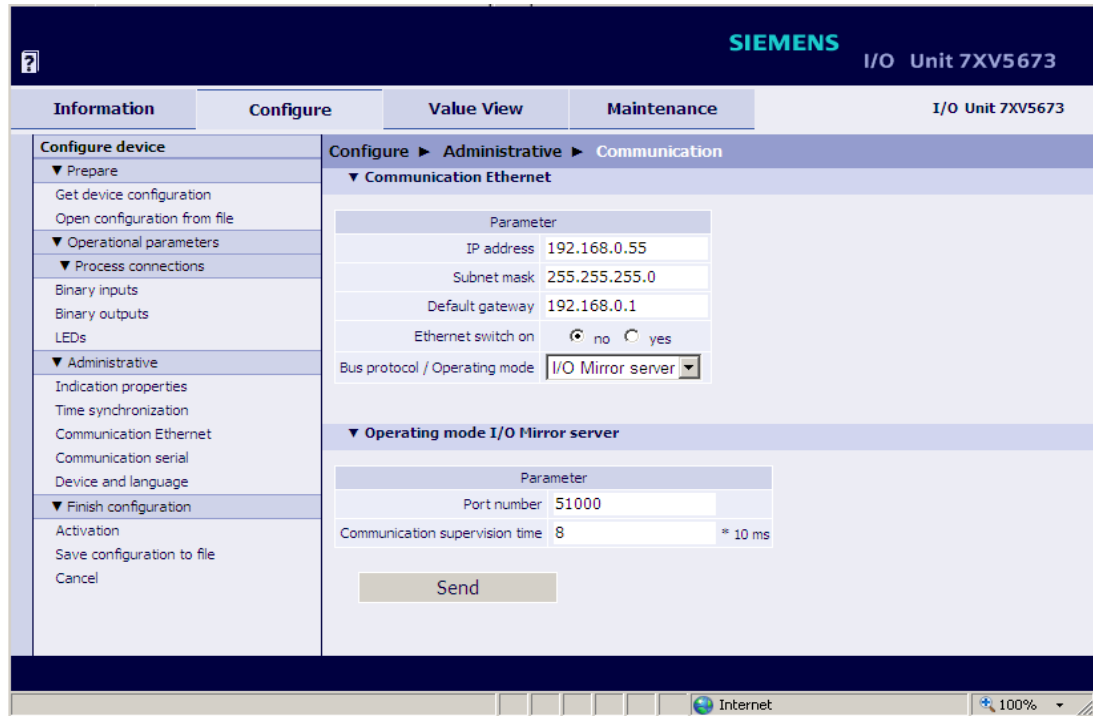 SIEMENS
I/O Unit 7XV5673
Information
Configure
Value View
Maintenance
I/O Unit 7XV5673
Configure device
▼ Prepare
Get device configuration
Open configuration from file
▼ Operational parameters
▼ Process connections
Binary inputs
Binary outputs
LEDs
▼ Administrative
Indication properties
Time synchronization
Communication Ethernet
Communication serial
Device and language
▼ Finish configuration
Activation
Save configuration to file
Cancel
Configure ► Administrative ► Communication
▼ Communication Ethernet
Parameter
IP address 192.168.0.55
Subnet mask 255.255.255.0
Default gateway 192.168.0.1
Ethernet switch on no yes
Bus protocol / Operating mode I/O Mirror server
▼ Operating mode I/O Mirror server
Parameter
Port number 51000
Communication supervision time 8 * 10 ms
Send
Internet
100%